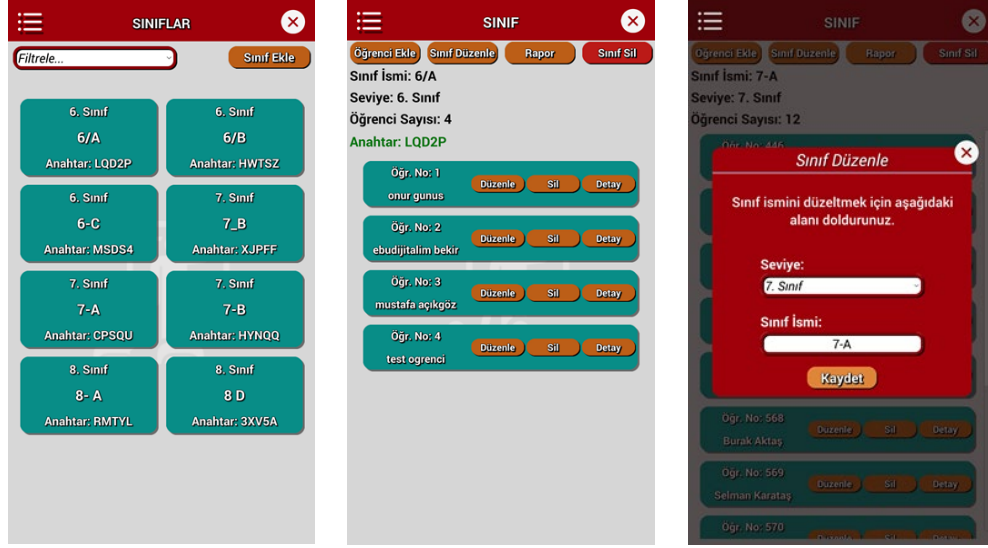 SINIFLAR
Filtrele...
Sınıf Ekle
6. Sınıf
6/A
Anahtar: LQD2P
6. Sınıf
6/B
Anahtar: HWTSZ
6. Sınıf
6-C
Anahtar: MSDS4
7. Sınıf
7_B
Anahtar: XJPFF
7. Sınıf
7-A
Anahtar: CPSQU
7. Sınıf
7-B
Anahtar: HYNQQ
8. Sınıf
8- A
Anahtar: RMTYL
8. Sınıf
8 D
Anahtar: 3XV5A
SINIF
Öğrenci Ekle Sınıf Düzenle Rapor Sınıf Sil
Sınıf İsmi: 6/A
Seviye: 6. Sınıf
Öğrenci Sayısı: 4
Anahtar: LQD2P
Öğr. No: 1
onur gunus
Düzenle Sil Detay
Öğr. No: 2
ebudijitalim bekir
Düzenle Sil Detay
Öğr. No: 3
mustafa açıkgöz
Düzenle Sil Detay
Öğr. No: 4
test ogrenci
Düzenle Sil Detay
SINIF
Öğrenci Ekle Sınıf Düzenle Rapor Sınıf Sil
Sınıf İsmi: 7-A
Seviye: 7. Sınıf
Öğrenci Sayısı: 12
Öğr. No: 446
Sınıf Düzenle
Sınıf ismini düzeltmek için aşağıdaki
alanı doldurunuz.
Seviye:
7. Sınıf
Sınıf İsmi:
7-A
Kaydet
Öğr. No: 568
Burak Aktaş
Düzenle Sil Detay
Öğr. No: 569
Selman Karataş
Düzenle Sil Detay
Öğr. No: 570
Düzenle Sil Detay